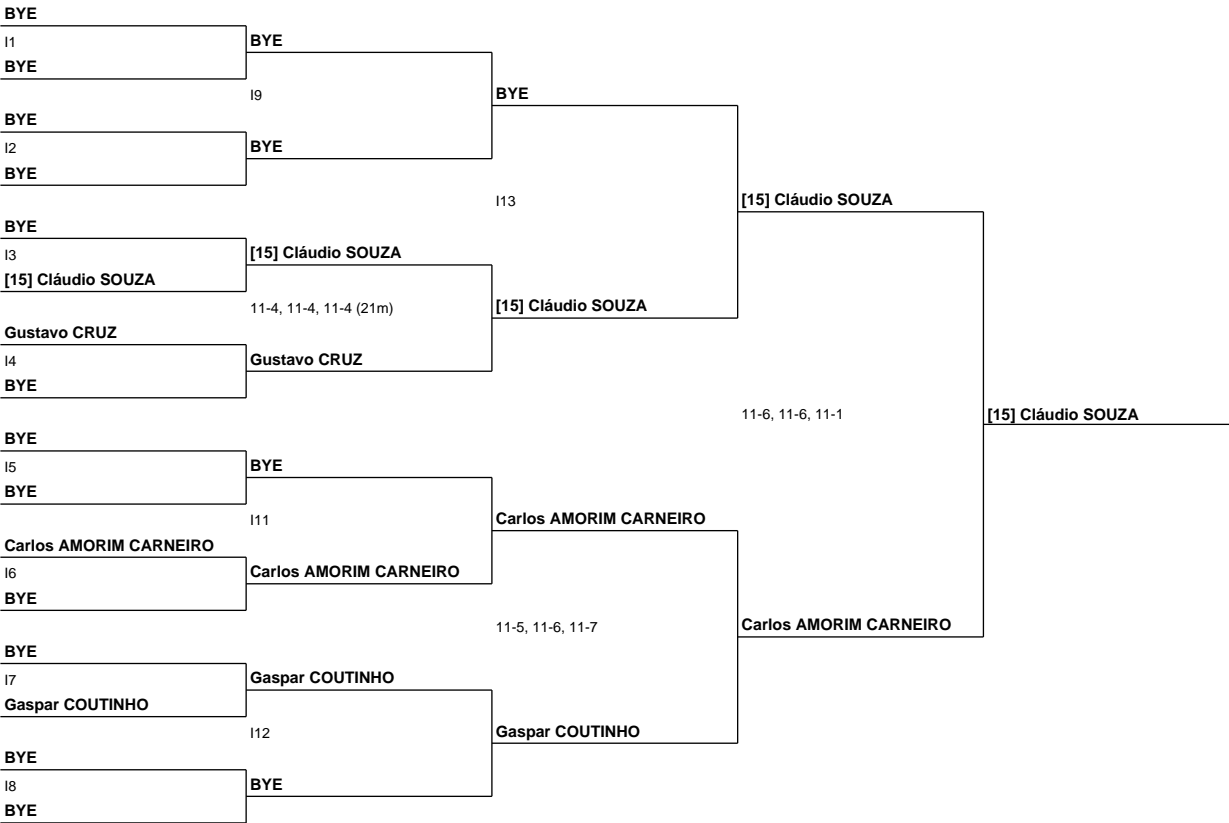 BYE
I1
BYE
BYE
I9
BYE
BYE
I2
BYE
BYE
I13
[15] Cláudio SOUZA
BYE
I3
[15] Cláudio SOUZA
[15] Cláudio SOUZA
11-4, 11-4, 11-4 (21m)
[15] Cláudio SOUZA
Gustavo CRUZ
I4
Gustavo CRUZ
BYE
11-6, 11-6, 11-1
[15] Cláudio SOUZA
BYE
I5
BYE
BYE
I11
Carlos AMORIM CARNEIRO
Carlos AMORIM CARNEIRO
I6
Carlos AMORIM CARNEIRO
BYE
11-5, 11-6, 11-7
Carlos AMORIM CARNEIRO
BYE
I7
Gaspar COUTINHO
Gaspar COUTINHO
I12
Gaspar COUTINHO
BYE
I8
BYE
BYE